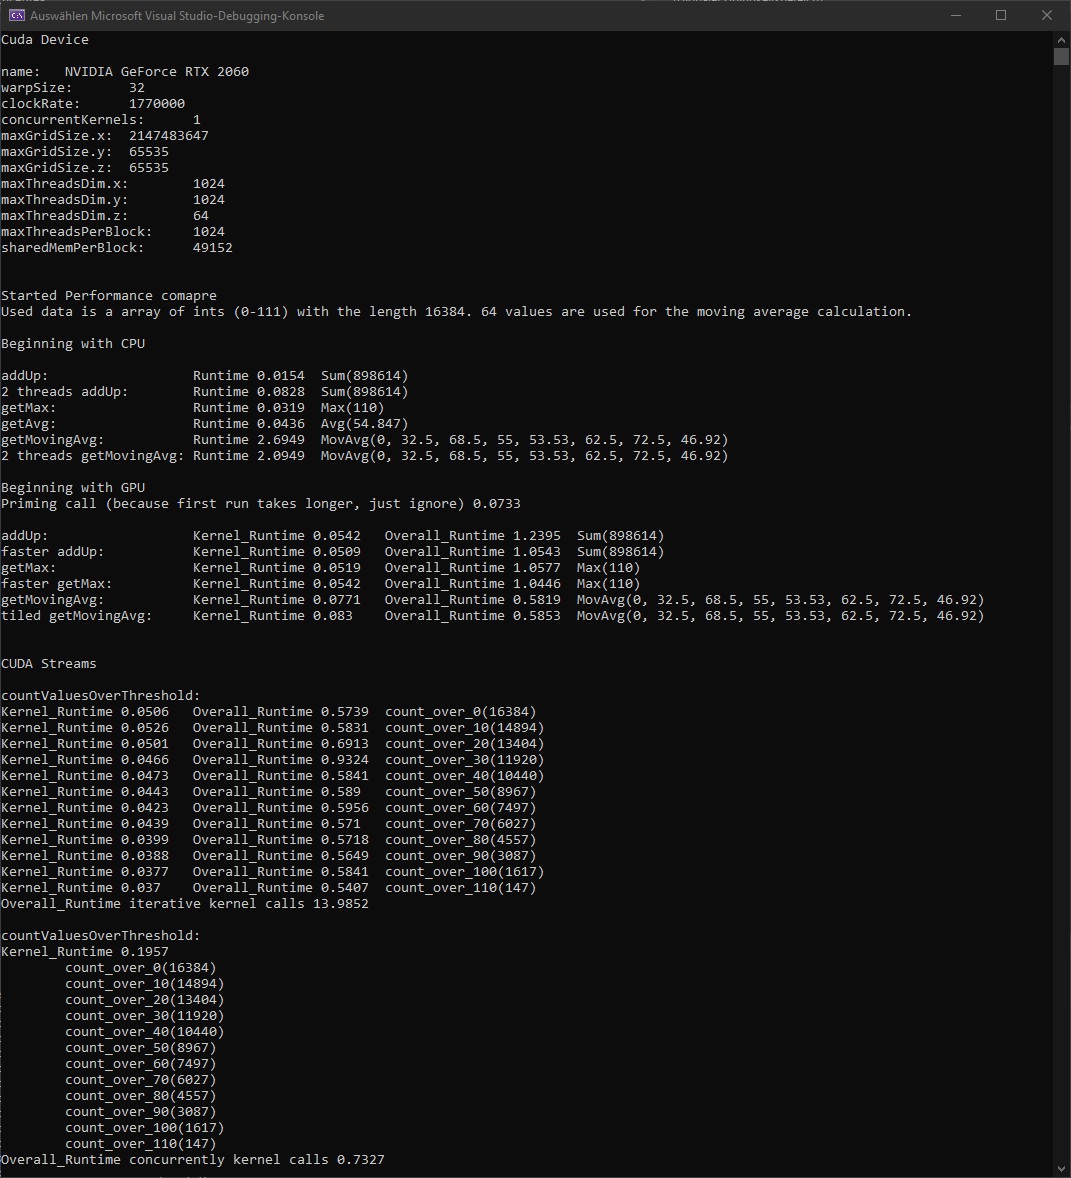 Auswählen Microsoft Visual Studio-Debugging-Konsole
Cuda Device
name: NVIDIA GeForce RTX 2060
warpSize: 32
clockRate: 1770000
concurrentKernels: 1
maxGridSize.x: 2147483647
maxGridSize.y: 65535
maxGridSize.z: 65535
maxThreadsDim.x: 1024
maxThreadsDim.y: 1024
maxThreadsDim.z: 64
maxThreadsPerBlock: 1024
sharedMemPerBlock: 49152
Started Performance comapre
Used data is a array of ints (0-111) with the length 16384. 64 values are used for the moving average calculation.
Beginning with CPU
addUp: Runtime 0.0154 Sum(898614)
2 threads addUp: Runtime 0.0828 Sum(898614)
getMax: Runtime 0.0319 Max(110)
getAvg: Runtime 0.0436 Avg(54.847)
getMovingAvg: Runtime 2.6949 MovAvg(0, 32.5, 68.5, 55, 53.53, 62.5, 72.5, 46.92)
2 threads getMovingAvg: Runtime 2.0949 MovAvg(0, 32.5, 68.5, 55, 53.53, 62.5, 72.5, 46.92)
Beginning with GPU
Priming call (because first run takes longer, just ignore) 0.0733
addUp: Kernel_Runtime 0.0542 Overall_Runtime 1.2395 Sum(898614)
faster addUp: Kernel_Runtime 0.0509 Overall_Runtime 1.0543 Sum(898614)
getMax: Kernel_Runtime 0.0519 Overall_Runtime 1.0577 Max(110)
faster getMax: Kernel_Runtime 0.0542 Overall_Runtime 1.0446 Max(110)
getMovingAvg: Kernel_Runtime 0.0771 Overall_Runtime 0.5819 MovAvg(0, 32.5, 68.5, 55, 53.53, 62.5, 72.5, 46.92)
tiled getMovingAvg: Kernel_Runtime 0.083 Overall_Runtime 0.5853 MovAvg(0, 32.5, 68.5, 55, 53.53, 62.5, 72.5, 46.92)
CUDA Streams
countValuesOverThreshold:
Kernel_Runtime 0.0506 Overall_Runtime 0.5739 count_over_0(16384)
Kernel_Runtime 0.0526 Overall_Runtime 0.5831 count_over_10(14894)
Kernel_Runtime 0.0501 Overall_Runtime 0.6913 count_over_20(13404)
Kernel_Runtime 0.0466 Overall_Runtime 0.9324 count_over_30(11920)
Kernel_Runtime 0.0473 Overall_Runtime 0.5841 count_over_40(10440)
Kernel_Runtime 0.0443 Overall_Runtime 0.589 count_over_50(8967)
Kernel_Runtime 0.0423 Overall_Runtime 0.5956 count_over_60(7497)
Kernel_Runtime 0.0439 Overall_Runtime 0.571 count_over_70(6027)
Kernel_Runtime 0.0399 Overall_Runtime 0.5718 count_over_80(4557)
Kernel_Runtime 0.0388 Overall_Runtime 0.5649 count_over_90(3087)
Kernel_Runtime 0.0377 Overall_Runtime 0.5841 count_over_100(1617)
Kernel_Runtime 0.037 Overall_Runtime 0.5407 count_over_110(147)
Overall_Runtime iterative kernel calls 13.9852
countValuesOverThreshold:
Kernel_Runtime 0.1957
count_over_0(16384)
count_over_10(14894)
count_over_20(13404)
count_over_30(11920)
count_over_40(10440)
count_over_50(8967)
count_over_60(7497)
count_over_70(6027)
count_over_80(4557)
count_over_90(3087)
count_over_100(1617)
count_over_110(147)
Overall_Runtime concurrently kernel calls 0.7327